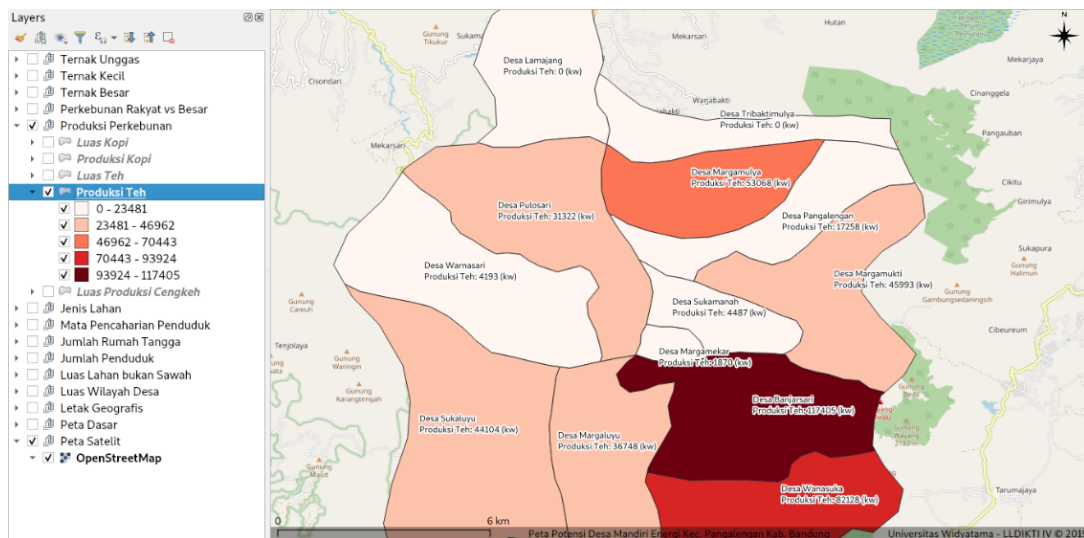 Layers
Ternak Unggas
Ternak Kecil
Ternak Besar
Perkebunan Rakyat vs Besar
Produksi Perkebunan
Luas Kopi
Produksi Kopi
Luas Teh
Produksi Teh
0 - 23481
23481 - 46962
46962 - 70443
70443 - 93924
93924 - 117405
Luas Produksi Cengkeh
Jenis Lahan
Mata Pencaharian Penduduk
Jumlah Rumah Tangga
Jumlah Penduduk
Luas Lahan bukan Sawah
Luas Wilayah Desa
Letak Geografis
Peta Dasar
Peta Satelit
OpenStreetMap
N
Hutan
Mekarsari
Gunung
Tikukur
Mekarjaya
Cisondari
Desa Lamajang
Produksi Teh: 0 (kw)
Warjabakti
Cinanggela
Desa Tribaktimulya
Produksi Teh: 0 (kw)
Pangauban
Mekarsari
Desa Margamulya
Produksi Teh: 53068 (kw)
Cikitu
Girimulya
Desa Pulosari
Produksi Teh: 31322 (kw)
Desa Pangalengan
Produksi Teh: 17258 (kw)
Sukapura
Gunung
Halimun
Desa Warnasari
Produksi Teh: 4193 (kw)
Desa Margamukti
Produksi Teh: 45993 (kw)
Gunung
Gambungsedaningsih
Gunung
Careuh
Desa Sukamanah
Produksi Teh: 4487 (kw)
Cibeureum
Tenjolaya
Gunung
Waringin
Desa Margamekar
Produksi Teh: 1870 (kw)
Gunung
Karangtengah
Gunung
Bedil
Desa Banjarsari
Produksi Teh: 117405 (kw)
Desa Sukaluyu
Produksi Teh: 44104 (kw)
Desa Margaluyu
Produksi Teh: 36748 (kw)
Gunung
Wayang
2182 m
Gunung
Desa Wanasuka
Produksi Teh: 82128 (kw)
Tarumajaya
0
6 km
Peta Potensi Desa Mandiri Energi Kec. Pangalengan Kab. Bandung
Universitas Widyatama - LLDIKTI IV ©